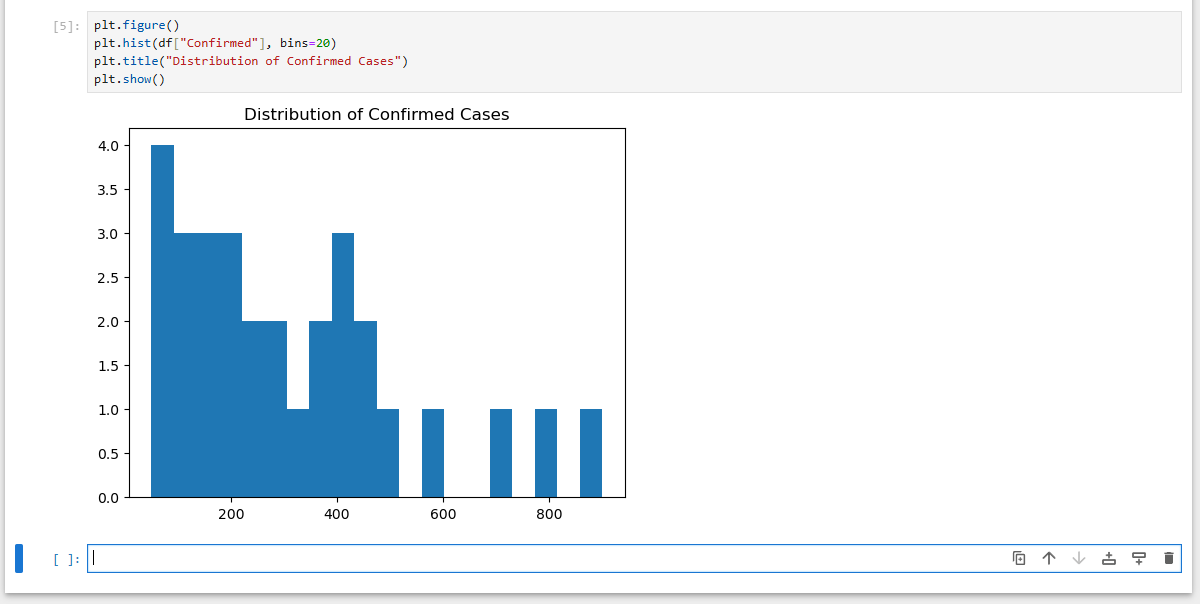 [5]: plt.figure()
plt.hist(df["Confirmed"], bins=20)
plt.title("Distribution of Confirmed Cases")
plt.show()
Distribution of Confirmed Cases
4.0
3.5
3.0
2.5
2.0
1.5
1.0
0.5
0.0
200 400 600 800
[ ]: